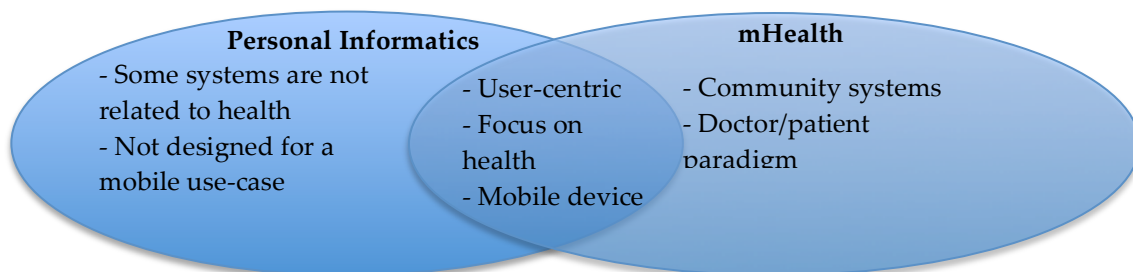 Personal Informatics
- Some systems are not
related to health
- Not designed for a
mobile use-case
- User-centric
- Focus on
health
- Mobile device
mHealth
- Community systems
- Doctor/patient
paradigm